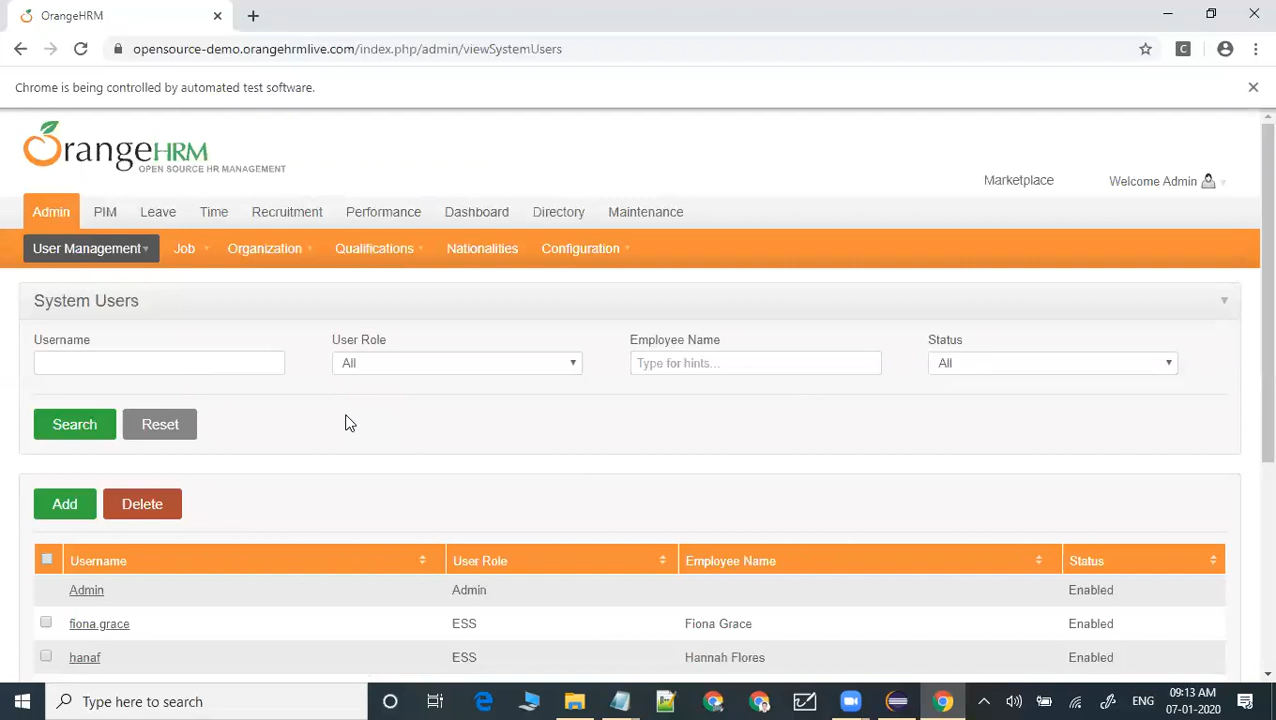 OrangeHRM
opensource-demo.orangehrmlive.com/index.php/admin/viewSystemUsers
C
Chrome is being controlled by automated test software.
OrangeHRM
OPEN SOURCE HR MANAGEMENT
Marketplace Welcome Admin
Admin PIM Leave Time Recruitment Performance Dashboard Directory Maintenance
User Management Job Organization Qualifications Nationalities Configuration
System Users
Username User Role Employee Name Status
All Type for hints... All
Search Reset
Add Delete
Username User Role Employee Name Status
Admin Admin Enabled
fiona.grace ESS Fiona Grace Enabled
hanaf ESS Hannah Flores Enabled
Type here to search ENG 09:13 AM
07-01-2020